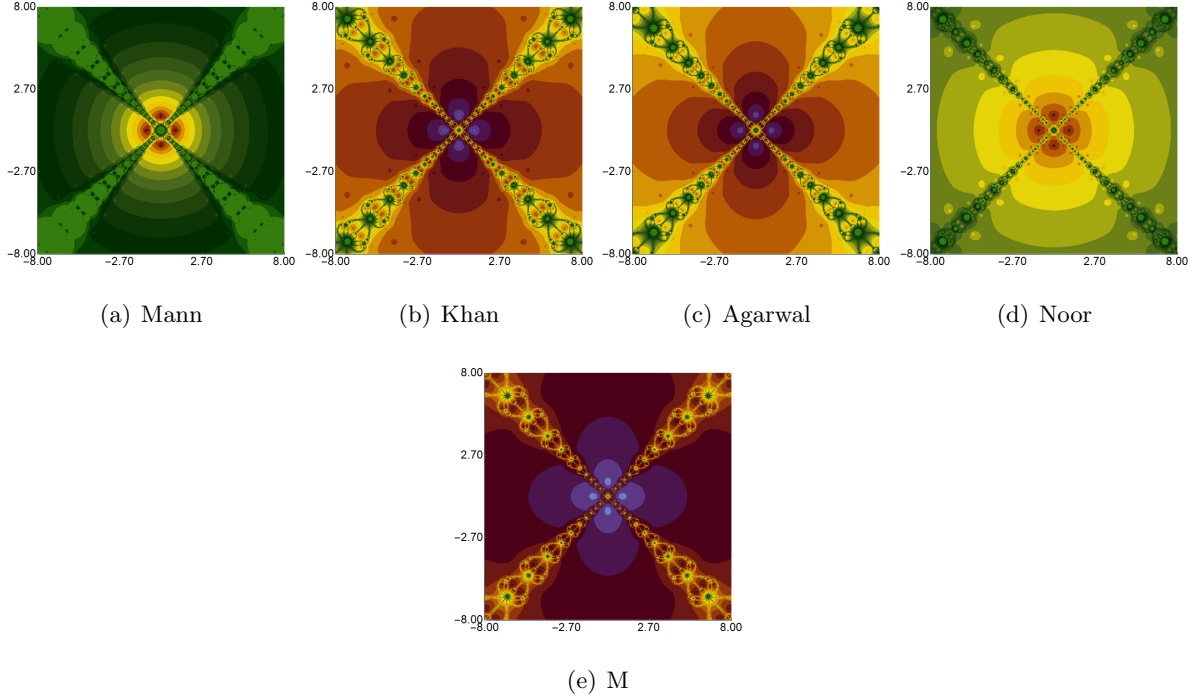 8.00 8.00 8.00 8.00
2.70 2.70 2.70 2.70
−2.70 −2.70 −2.70 −2.70
−8.00 −8.00 −8.00 −8.00
−8.00 −2.70 2.70 8.00 −8.00 −2.70 2.70 8.00 −8.00 −2.70 2.70 8.00 −8.00 −2.70 2.70 8.00
(a) Mann (b) Khan (c) Agarwal (d) Noor
8.00
2.70
−2.70
−8.00
−8.00 −2.70 2.70 8.00
(e) M